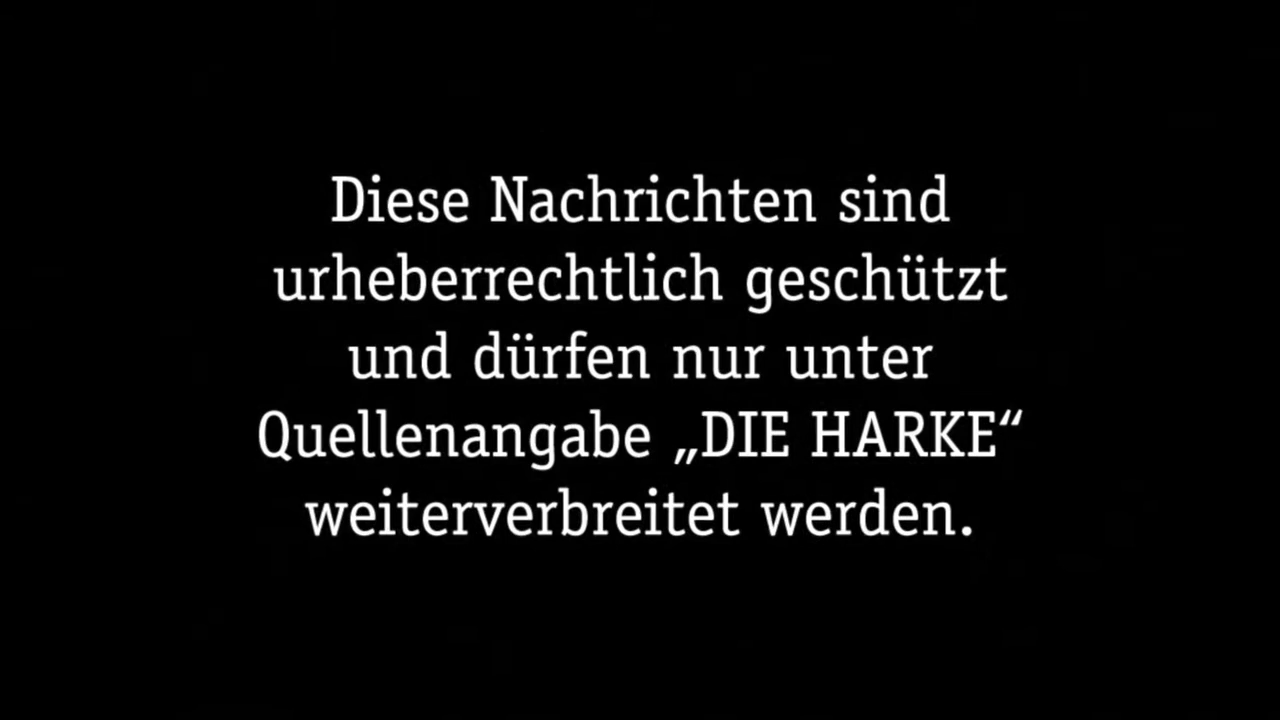 Diese Nachrichten sind
urheberrechtlich geschützt
und dürfen nur unter
Quellenangabe „DIE HARKE“
weiterverbreitet werden.